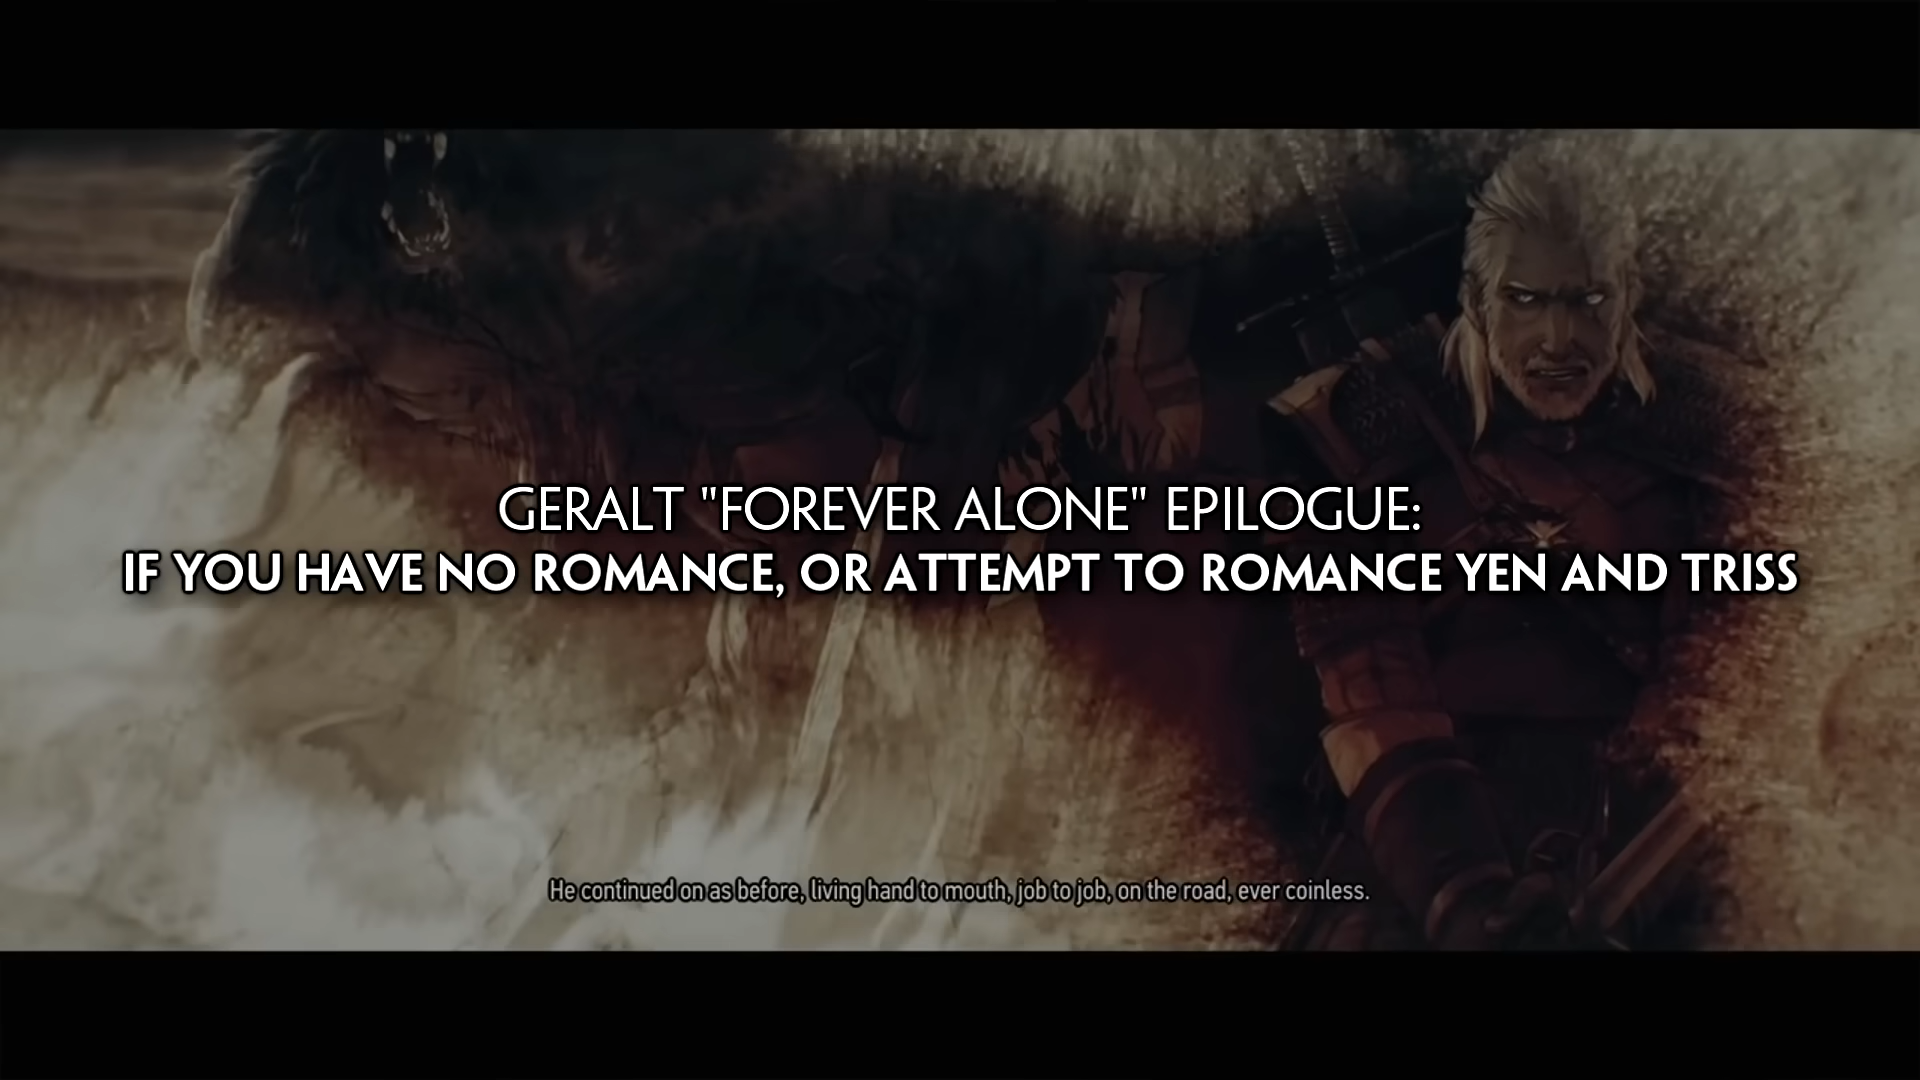 GERALT "FOREVER ALONE" EPILOGUE:
IF YOU HAVE NO ROMANCE, OR ATTEMPT TO ROMANCE YEN AND TRISS
He continued on as before, living hand to mouth, job to job, on the road, ever coinless.